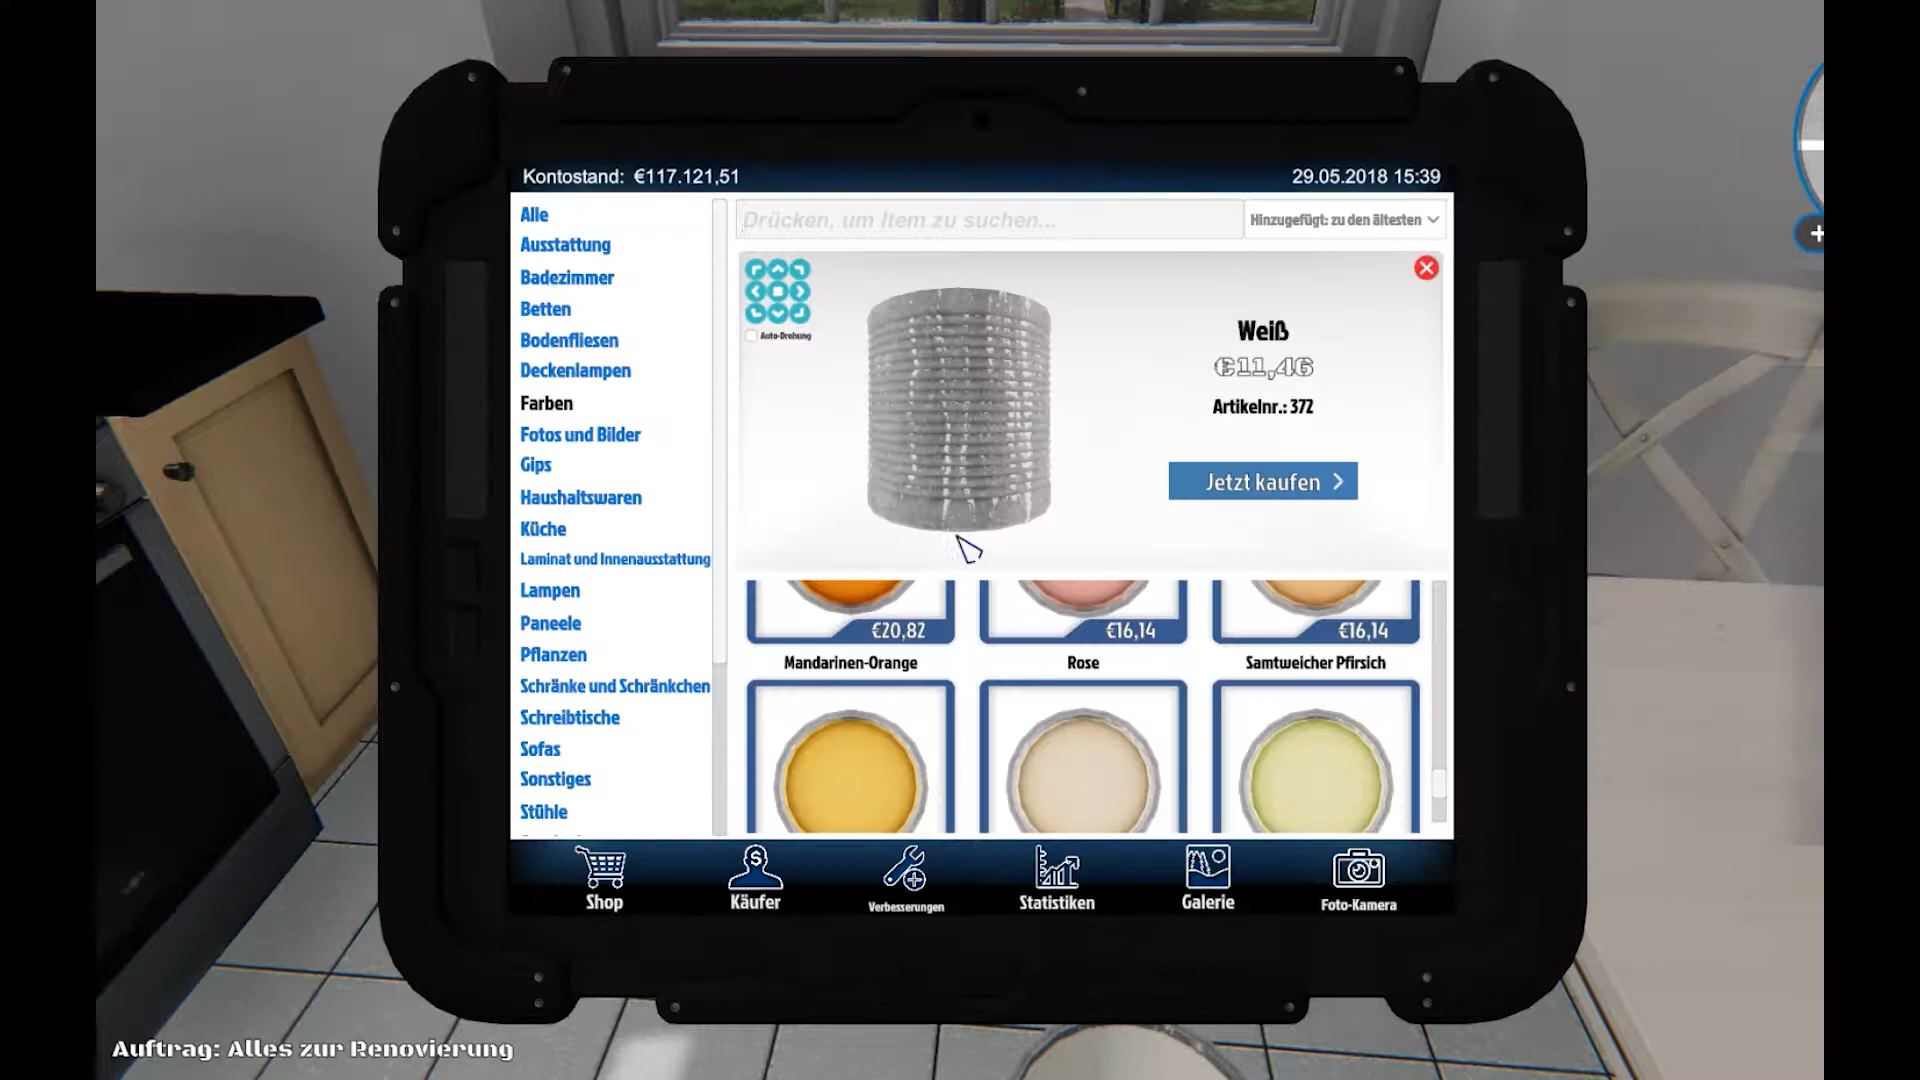 Kontostand: €117.121,51
29.05.2018 15:39
Alle
Ausstattung
Badezimmer
Betten
Bodenfliesen
Deckenlampen
Farben
Fotos und Bilder
Gips
Haushaltswaren
Küche
Laminat und Innenausstattung
Lampen
Paneele
Pflanzen
Schränke und Schränkchen
Schreibtische
Sofas
Sonstiges
Stühle
Drücken, um Item zu suchen...
Hinzugefügt: zu den ältesten
Auto-Drehung
Weiß
€11,46
Artikelnr.: 372
Jetzt kaufen
€20,82
€16,14
€16,14
Mandarinen-Orange
Rose
Samtweicher Pfirsich
Shop
Käufer
Verbesserungen
Statistiken
Galerie
Foto-Kamera
Auftrag: Alles zur Renovierung